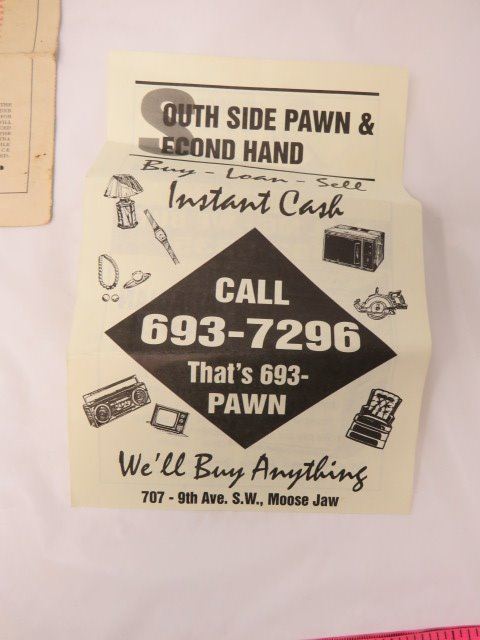 SOUTH SIDE PAWN &
SECOND HAND
Buy - Loan - Sell
Instant Cash
CALL
693-7296
That's 693-
PAWN
We'll Buy Anything
707 - 9th Ave. S.W., Moose Jaw